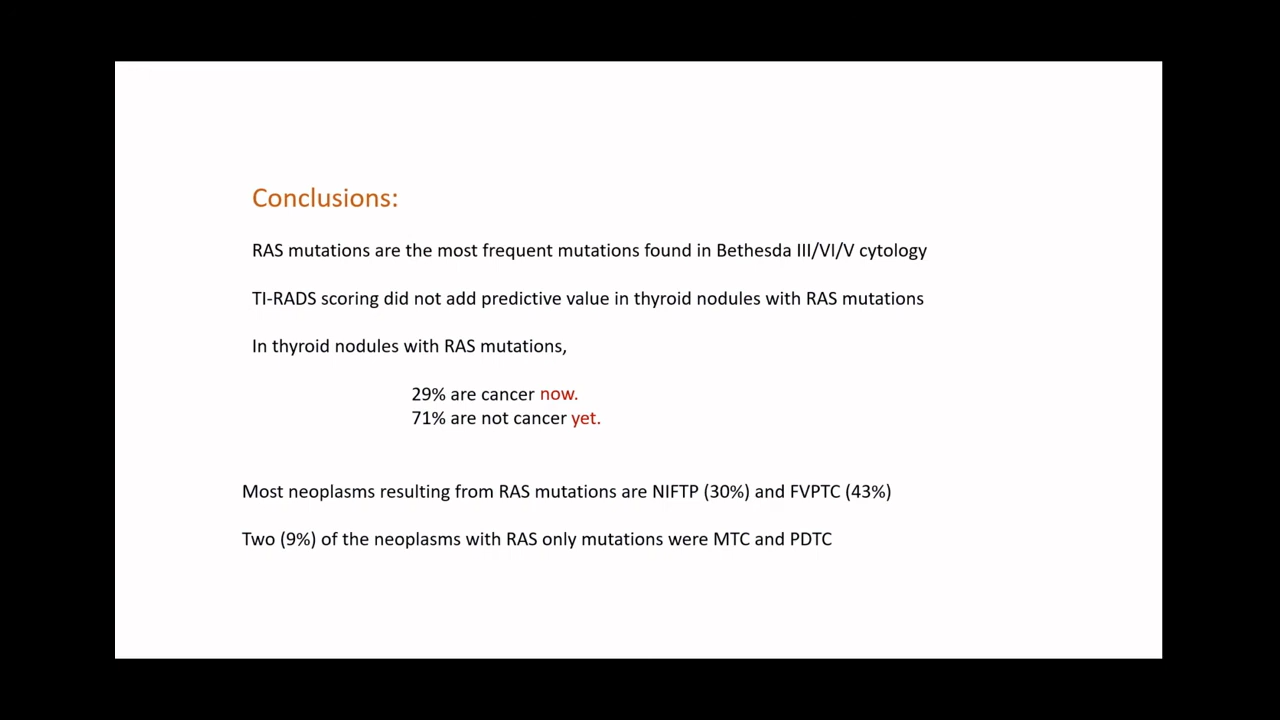 Conclusions:
RAS mutations are the most frequent mutations found in Bethesda III/VI/V cytology
TI-RADS scoring did not add predictive value in thyroid nodules with RAS mutations
In thyroid nodules with RAS mutations,
29% are cancer now.
71% are not cancer yet.
Most neoplasms resulting from RAS mutations are NIFTP (30%) and FVPTC (43%)
Two (9%) of the neoplasms with RAS only mutations were MTC and PDTC